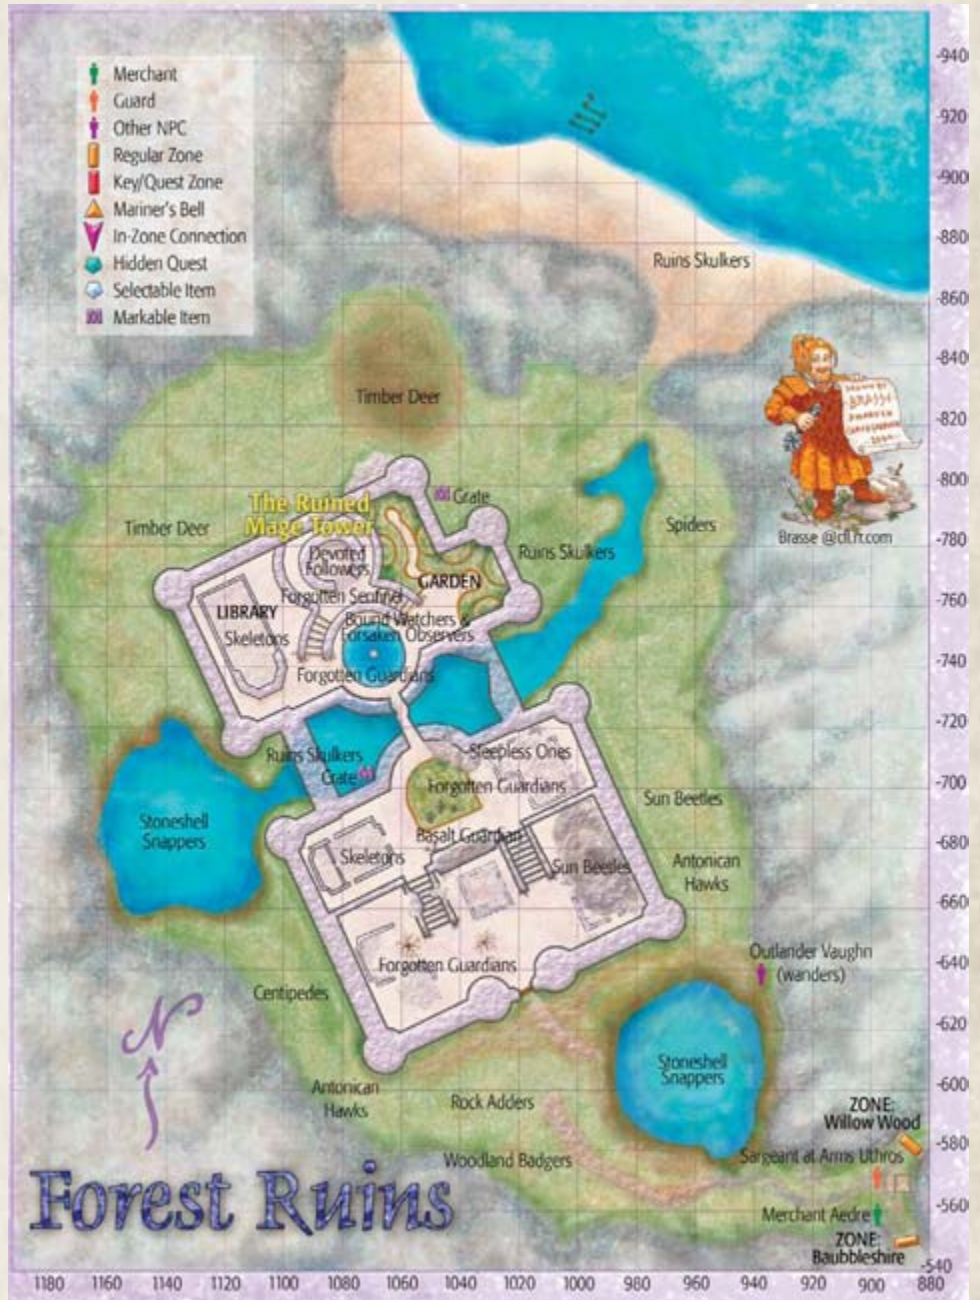 Merchant
Guard
Other NPC
Regular Zone
Key/Quest Zone
Mariner's Bell
In-Zone Connection
Hidden Quest
Selectable Item
Markable Item
-940
-920
-900
-880
Ruins Skulkers
-860
-840
Timber Deer
BRASSE
-820
-800
The Ruined
Mage Tower
Crate
Timber Deer
Ruins Skulkers
Spiders
Brasse @cfl.rr.com
-780
Devoted
Followers
GARDEN
Forgotten Sentinel
-760
LIBRARY
Skeletons
Bound Watchers &
Forsaken Observers
-740
Forgotten Guardians
-720
Ruins Skulkers
Crate
Sleepless Ones
Forgotten Guardians
-700
Sun Beetles
Stoneshell
Snappers
Basalt Guardian
-680
Skeletons
Sun Beetles
Antonican
Hawks
-660
Outlander Vaughn
(wanders)
-640
Forgotten Guardians
Centipedes
-620
Stoneshell
Snappers
-600
Antonican
Hawks
Rock Adders
ZONE:
Willow Wood
-580
Woodland Badgers
Sargeant at Arms Uthros
N
Forest Ruins
-560
Merchant Aedre
ZONE:
Baubbleshire
-540
1180 1160 1140 1120 1100 1080 1060 1040 1020 1000 980 960 940 920 900 880